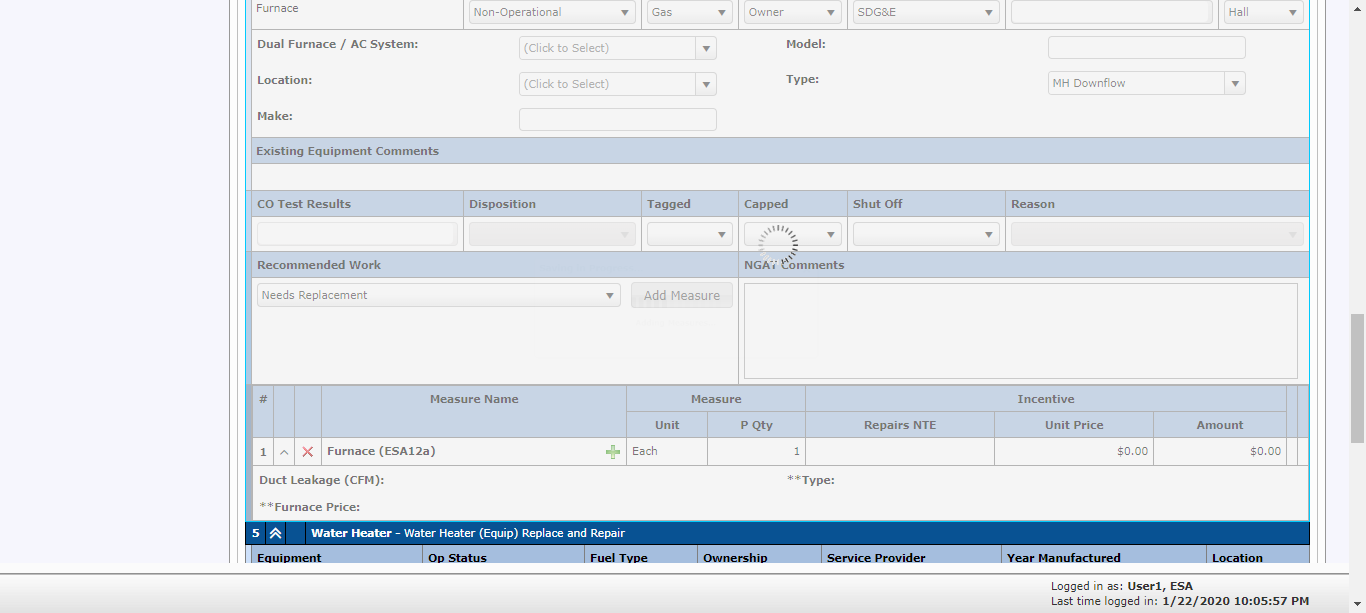 Furnace Non-Operational Gas Owner SDG&E Hall
Dual Furnace / AC System: (Click to Select) Model:
Location: (Click to Select) Type: MH Downflow
Make:
Existing Equipment Comments
CO Test Results Disposition Tagged Capped Shut Off Reason
Recommended Work NGAT Comments
Needs Replacement Add Measure
# Measure Name Measure Incentive
Unit P Qty Repairs NTE Unit Price Amount
1 Furnace (ESA12a) Each 1 $0.00 $0.00
Duct Leakage (CFM): **Type:
**Furnace Price:
5 Water Heater - Water Heater (Equip) Replace and Repair
Equipment Op Status Fuel Type Ownership Service Provider Year Manufactured Location
Logged in as: User1, ESA
Last time logged in: 1/22/2020 10:05:57 PM